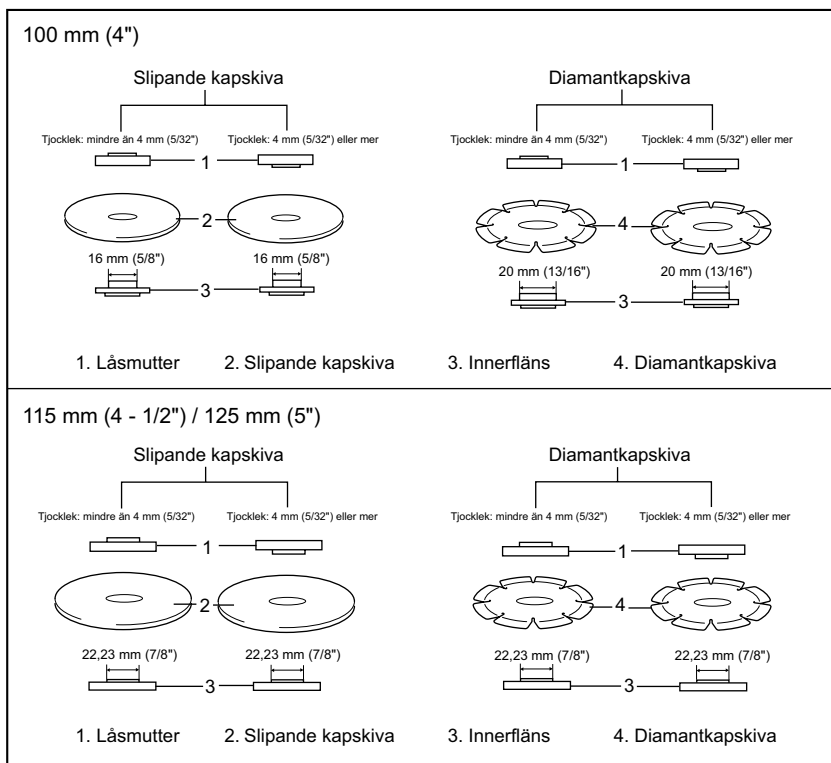 100 mm (4")
Slipande kapskiva
Diamantkapskiva
Tjocklek: mindre än 4 mm (5/32") Tjocklek: 4 mm (5/32") eller mer
Tjocklek: mindre än 4 mm (5/32") Tjocklek: 4 mm (5/32") eller mer
1
1
2
4
16 mm (5/8") 16 mm (5/8")
20 mm (13/16") 20 mm (13/16")
3
3
1. Låsmutter 2. Slipande kapskiva 3. Innerfläns 4. Diamantkapskiva
115 mm (4 - 1/2") / 125 mm (5")
Slipande kapskiva
Diamantkapskiva
Tjocklek: mindre än 4 mm (5/32") Tjocklek: 4 mm (5/32") eller mer
Tjocklek: mindre än 4 mm (5/32") Tjocklek: 4 mm (5/32") eller mer
1
1
2
4
22,23 mm (7/8") 22,23 mm (7/8")
22,23 mm (7/8") 22,23 mm (7/8")
3
3
1. Låsmutter 2. Slipande kapskiva 3. Innerfläns 4. Diamantkapskiva